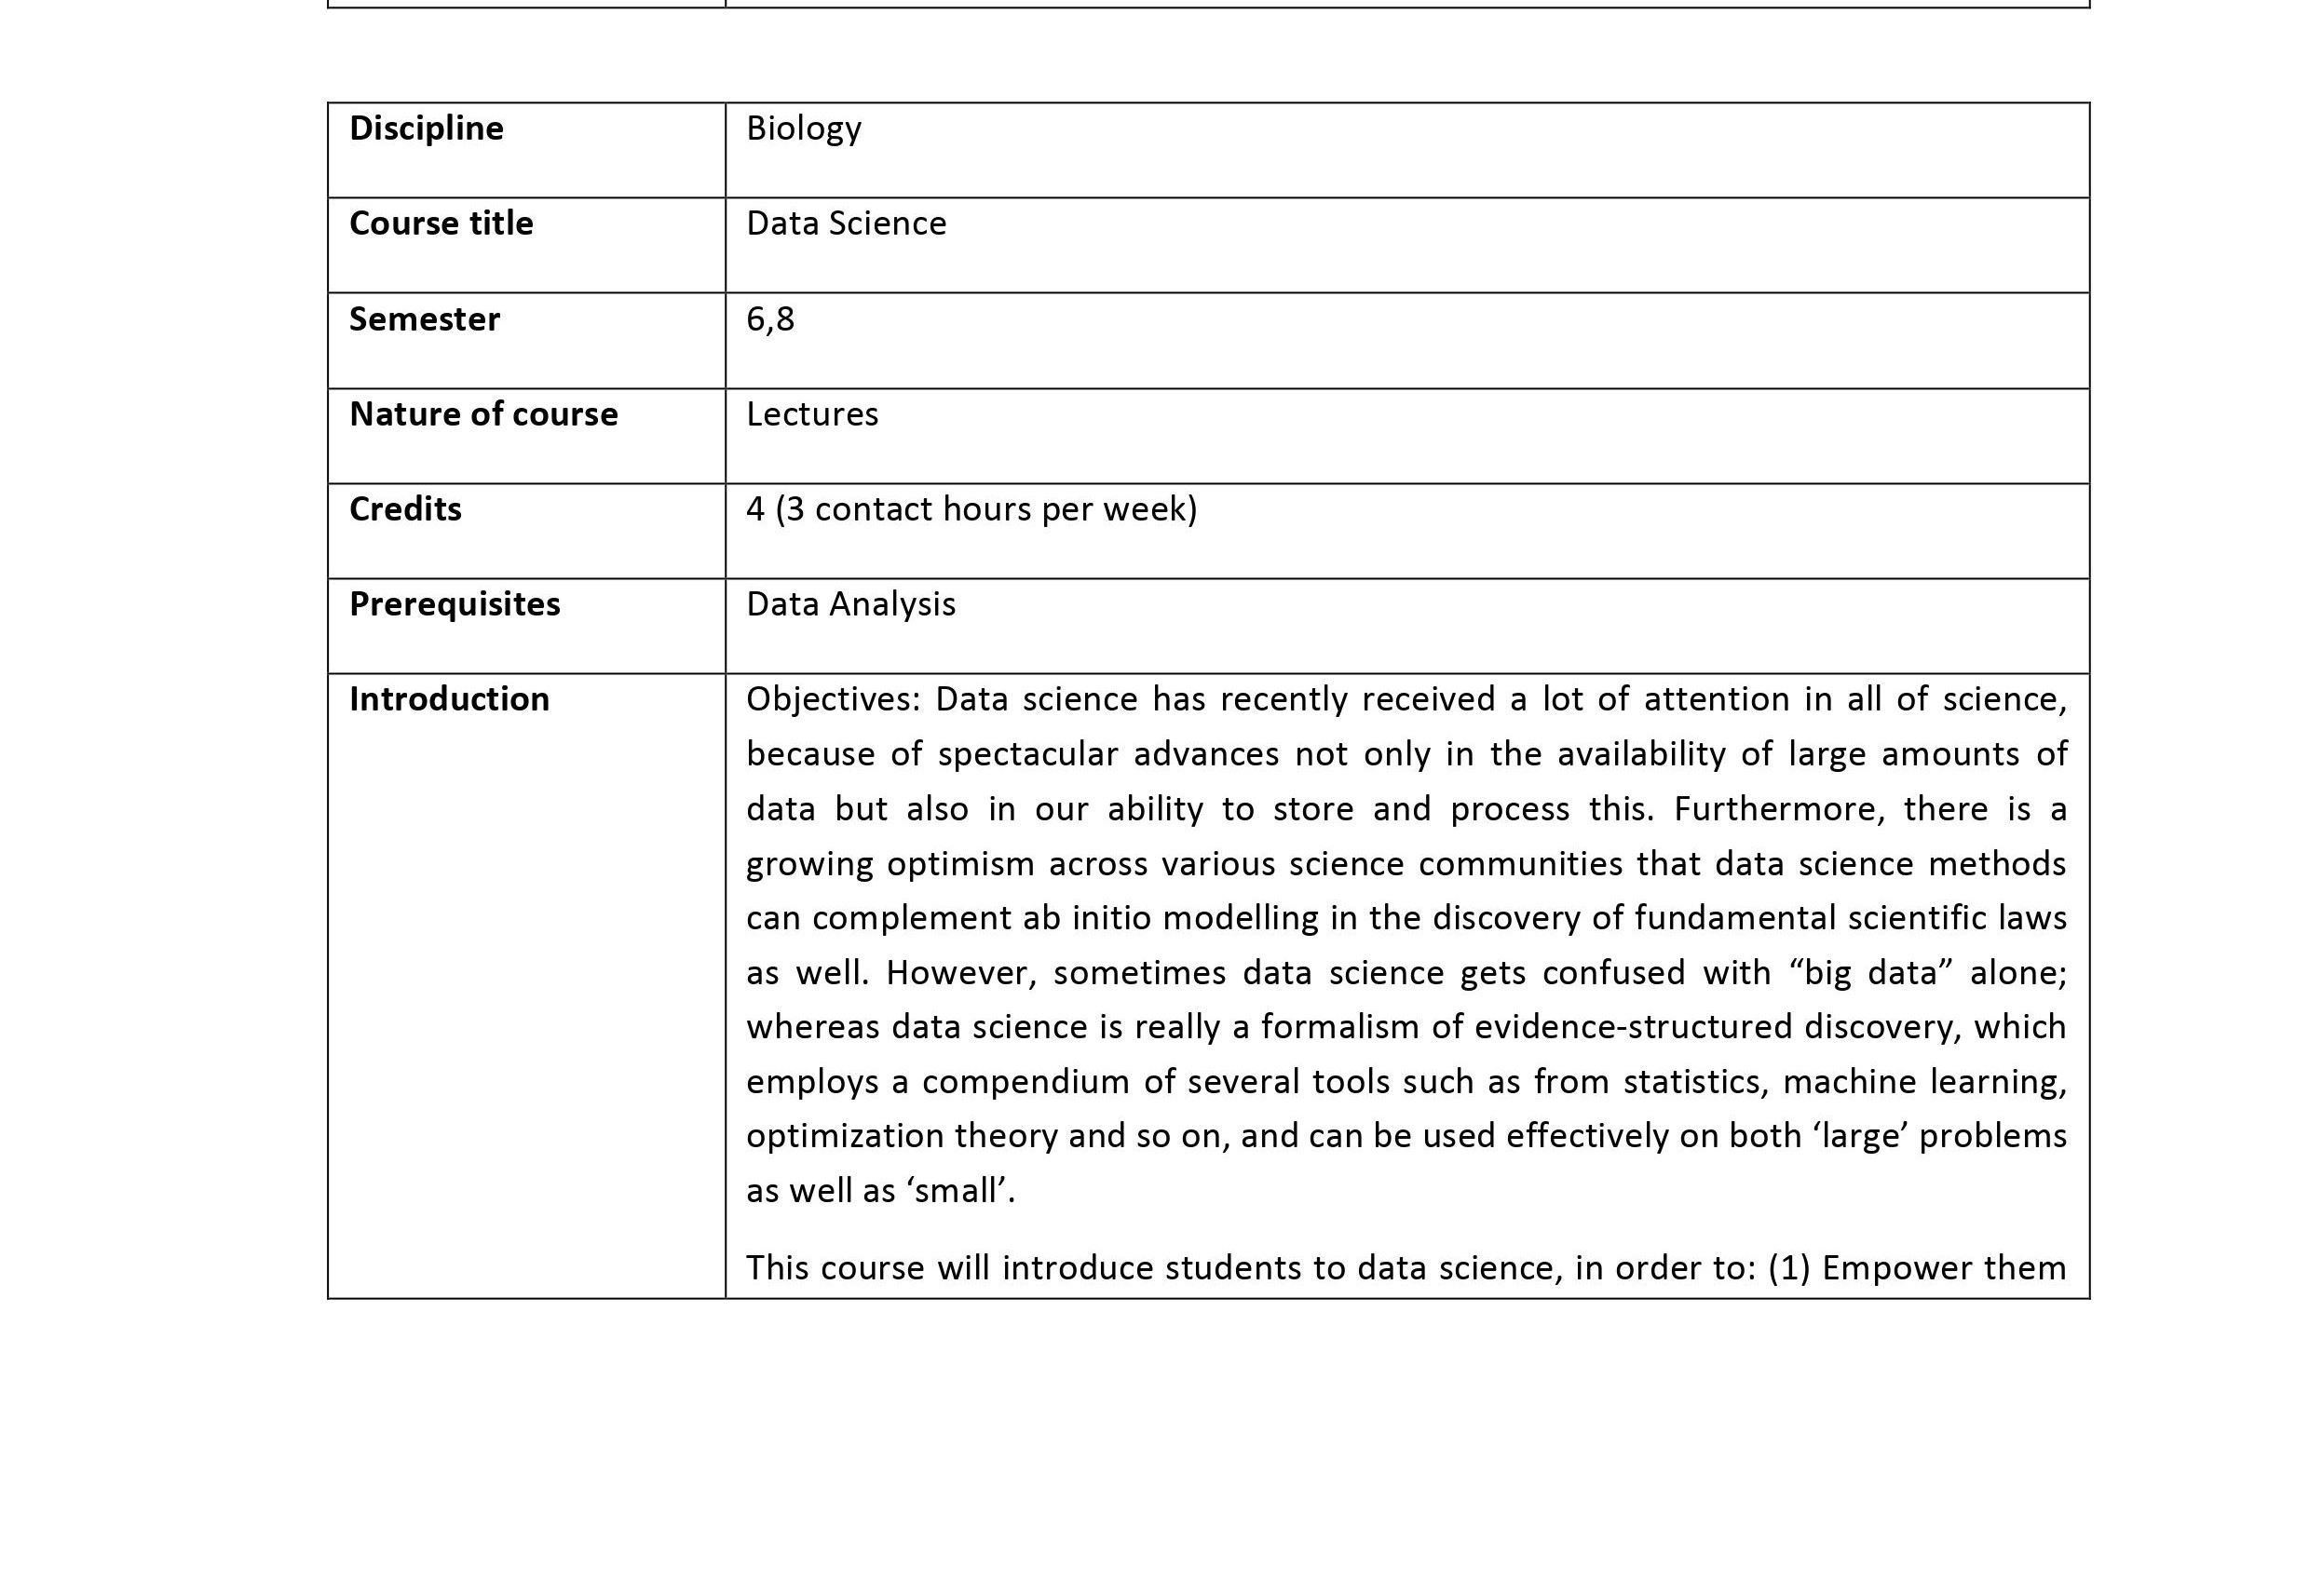 Discipline
Biology
Course title
Data Science
Semester
6,8
Nature of course
Lectures
Credits
4 (3 contact hours per week)
Prerequisites
Data Analysis
Introduction
Objectives: Data science has recently received a lot of attention in all of science,
because of spectacular advances not only in the availability of large amounts of
data but also in our ability to store and process this. Furthermore, there is a
growing optimism across various science communities that data science methods
can complement ab initio modelling in the discovery of fundamental scientific laws
as well. However, sometimes data science gets confused with “big data” alone;
whereas data science is really a formalism of evidence-structured discovery, which
employs a compendium of several tools such as from statistics, machine learning,
optimization theory and so on, and can be used effectively on both ‘large’ problems
as well as ‘small’.
This course will introduce students to data science, in order to: (1) Empower them